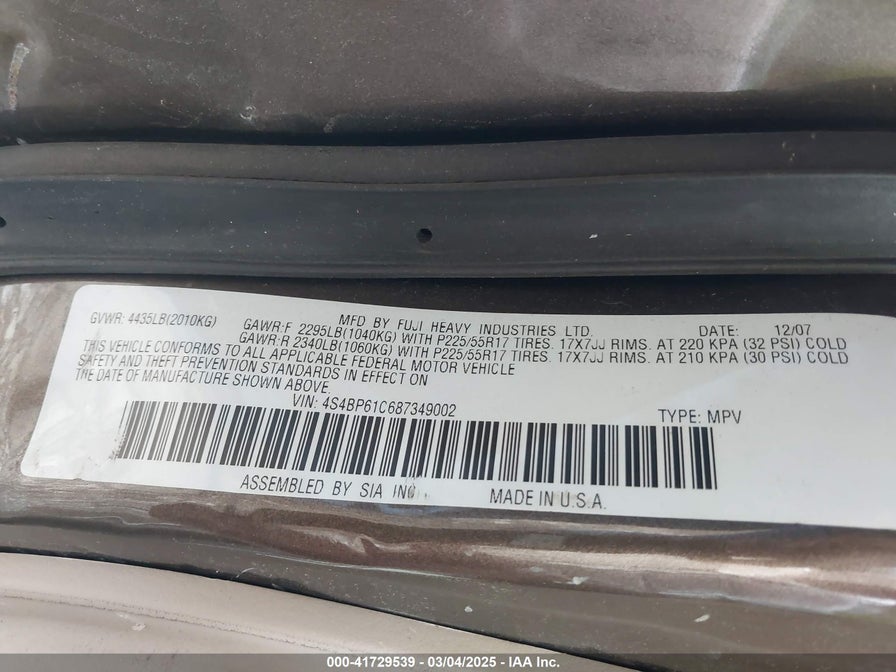 MFD BY FUJI HEAVY INDUSTRIES LTD. DATE: 12/07
GVWR: 4435LB(2010KG) GAWR:F 2295LB(1040KG) WITH P225/55R17 TIRES. 17X7JJ RIMS. AT 220 KPA (32 PSI) COLD
GAWR:R 2340LB(1060KG) WITH P225/55R17 TIRES. 17X7JJ RIMS. AT 210 KPA (30 PSI) COLD
THIS VEHICLE CONFORMS TO ALL APPLICABLE FEDERAL MOTOR VEHICLE
SAFETY AND THEFT PREVENTION STANDARDS IN EFFECT ON
THE DATE OF MANUFACTURE SHOWN ABOVE.
VIN: 4S4BP61C687349002 TYPE: MPV
ASSEMBLED BY SIA INC. MADE IN U.S.A.
000-41729539 - 03/04/2025 - IAA Inc.